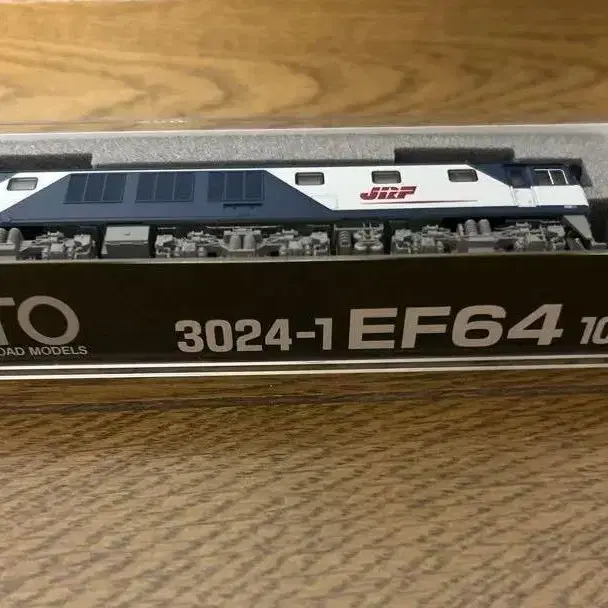 JRF
TO
OAD MODELS
3024-1 EF64 10